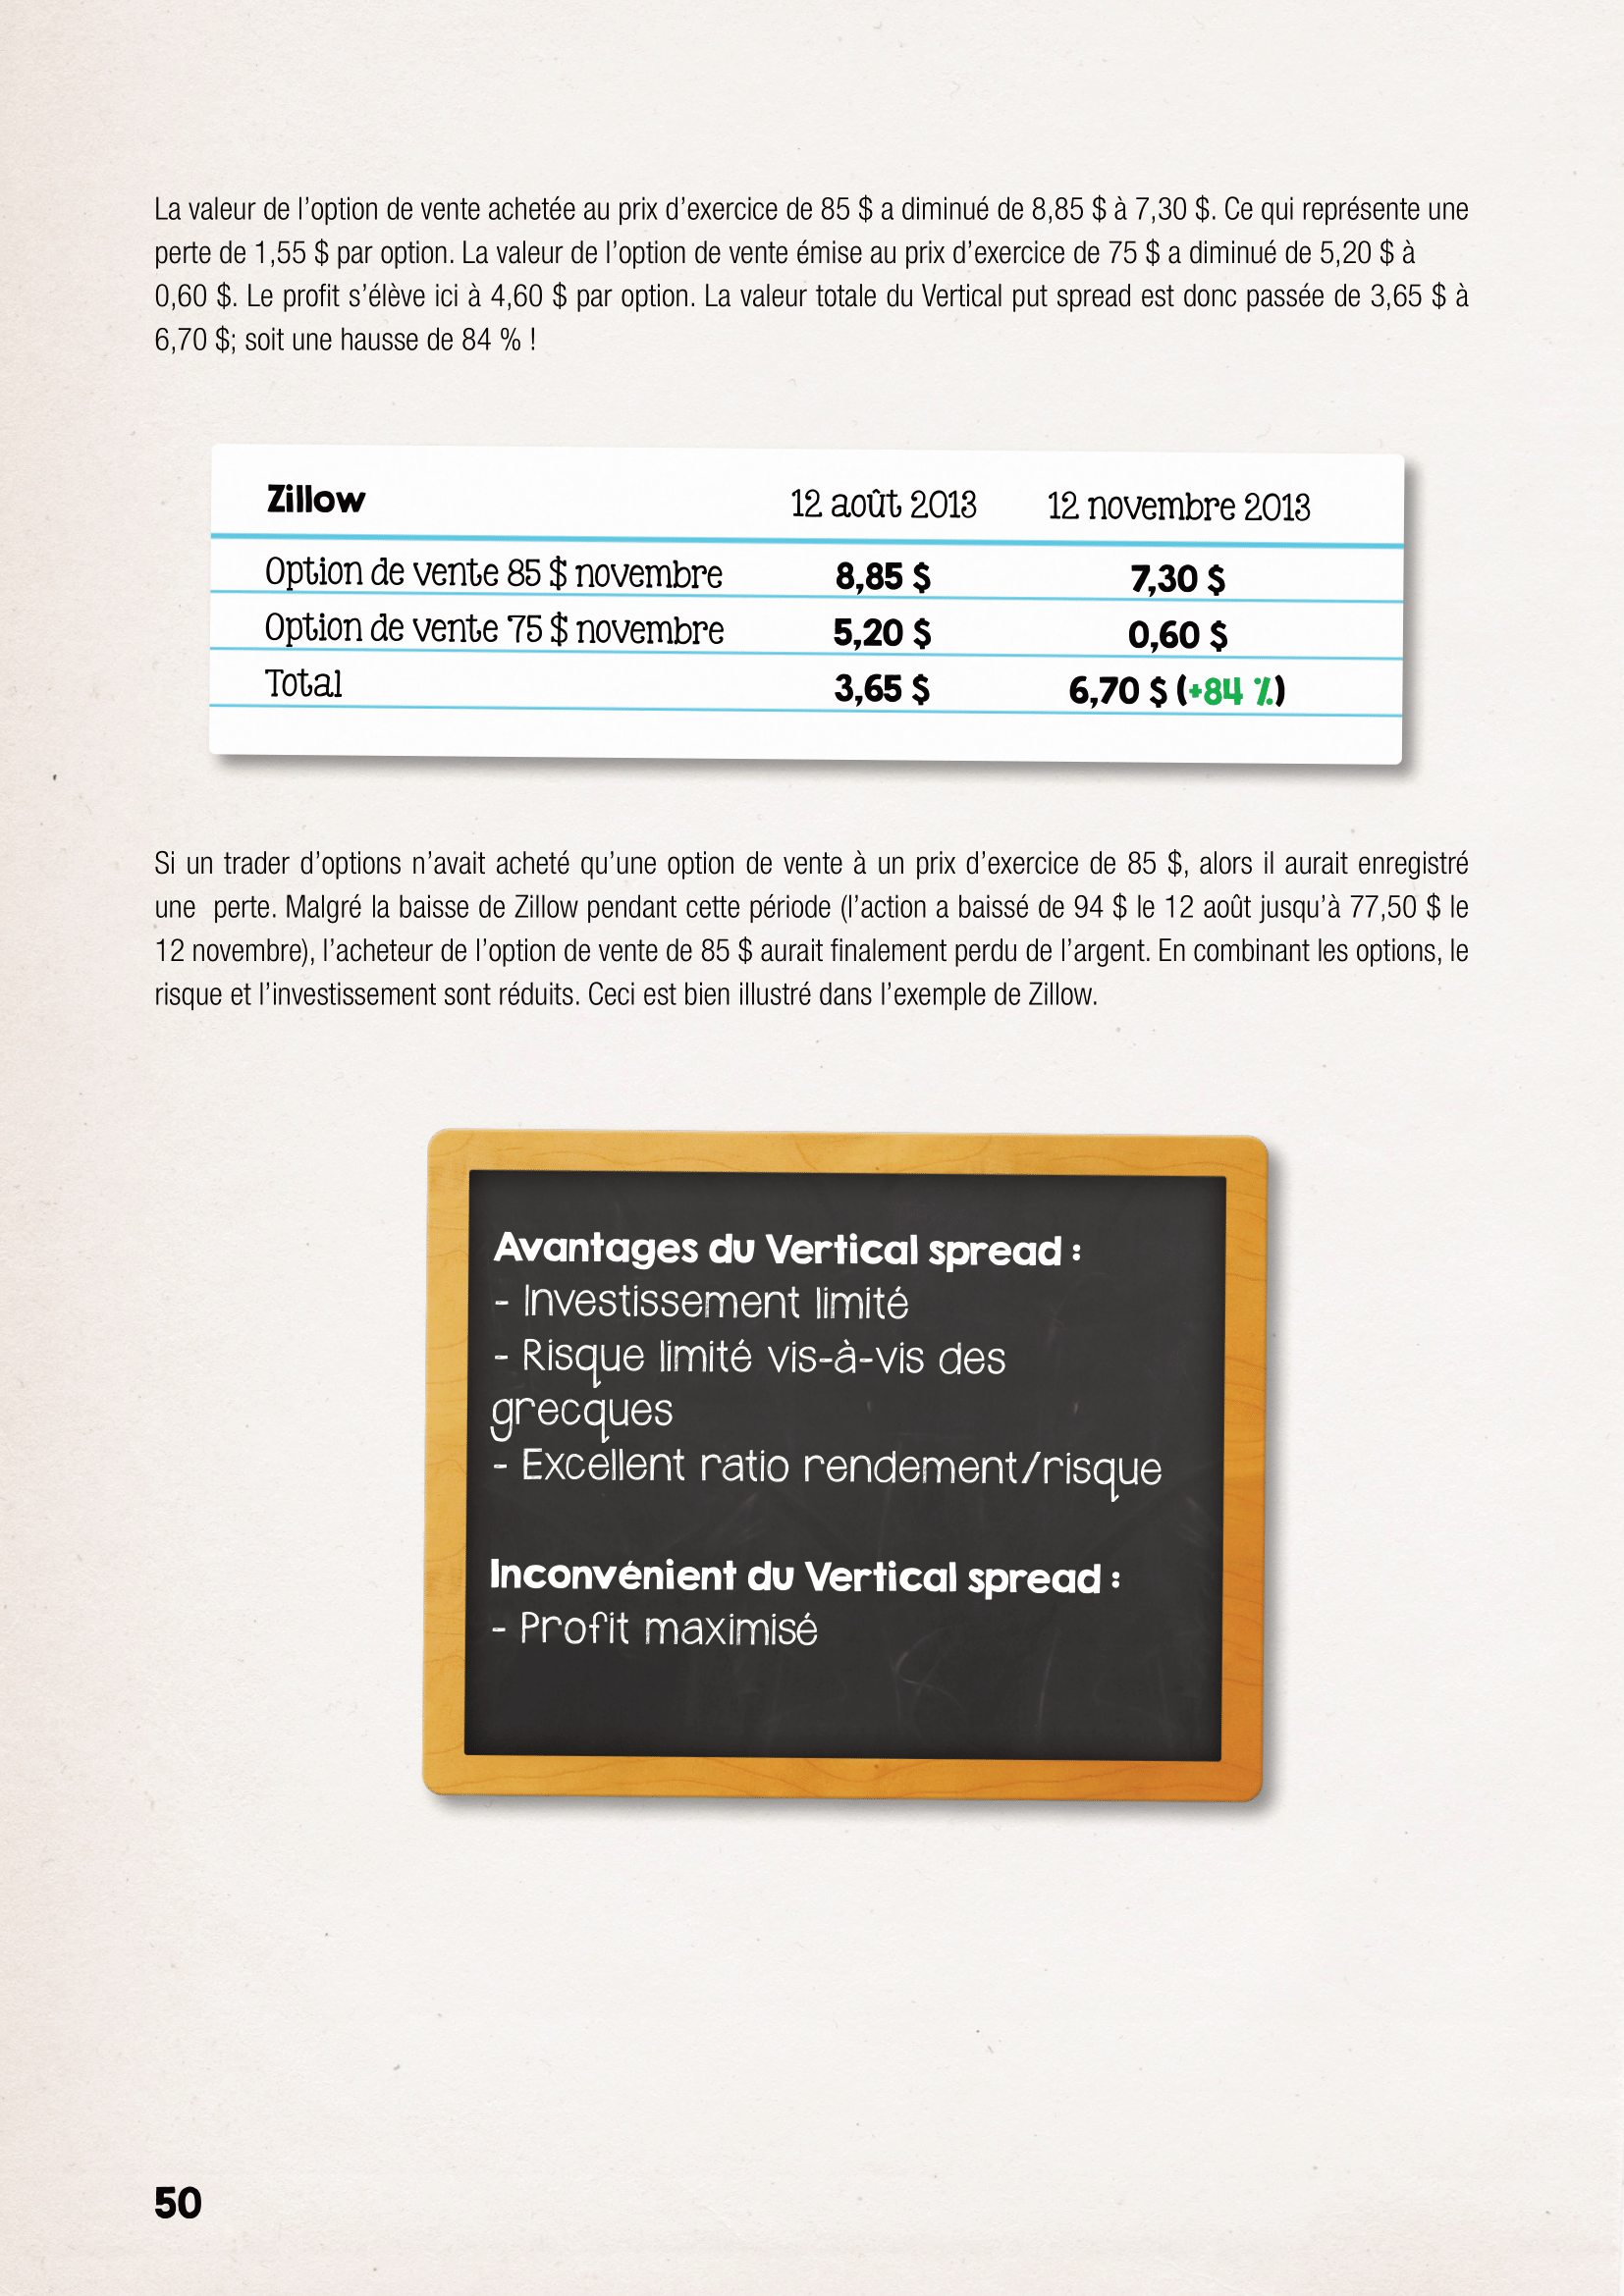 La valeur de l’option de vente achetée au prix d’exercice de 85 $ a diminué de 8,85 $ à 7,30 $. Ce qui représente une
perte de 1,55 $ par option. La valeur de l’option de vente émise au prix d’exercice de 75 $ a diminué de 5,20 $ à
0,60 $. Le profit s’élève ici à 4,60 $ par option. La valeur totale du Vertical put spread est donc passée de 3,65 $ à
6,70 $; soit une hausse de 84 % !
Zillow 12 août 2013 12 novembre 2013
Option de vente 85 $ novembre 8,85 $ 7,30 $
Option de vente 75 $ novembre 5,20 $ 0,60 $
Total 3,65 $ 6,70 $ (+84 %)
Si un trader d’options n’avait acheté qu’une option de vente à un prix d’exercice de 85 $, alors il aurait enregistré
une perte. Malgré la baisse de Zillow pendant cette période (l’action a baissé de 94 $ le 12 août jusqu’à 77,50 $ le
12 novembre), l’acheteur de l’option de vente de 85 $ aurait finalement perdu de l’argent. En combinant les options, le
risque et l’investissement sont réduits. Ceci est bien illustré dans l’exemple de Zillow.
Avantages du Vertical spread :
- Investissement limité
- Risque limité vis-à-vis des
grecques
- Excellent ratio rendement/risque
Inconvénient du Vertical spread :
- Profit maximisé
50